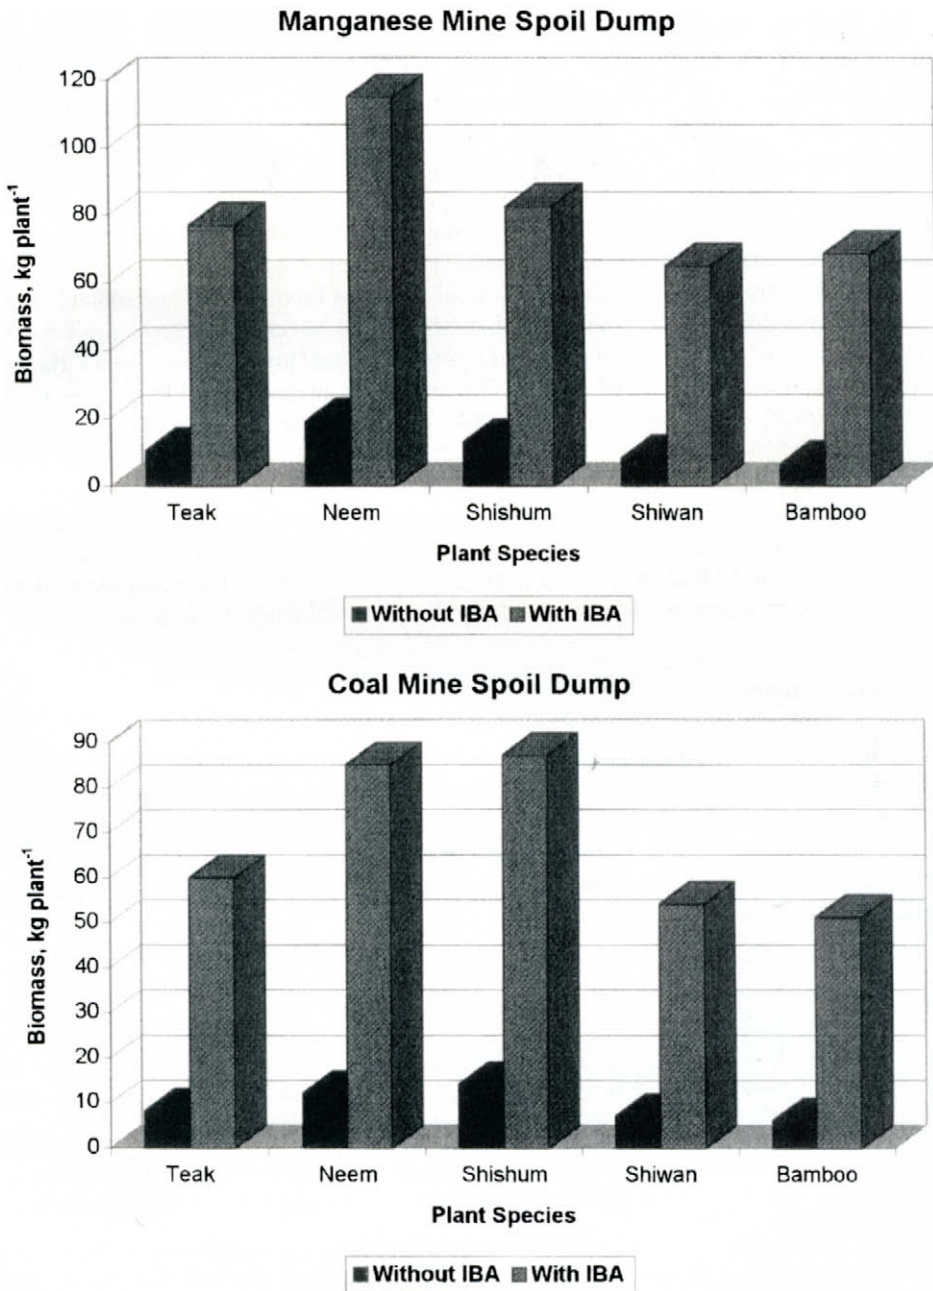 Manganese Mine Spoil Dump
120
100
80
60
40
20
0
Biomass, kg plant⁻¹
Teak Neem Shishum Shiwan Bamboo
Plant Species
Without IBA With IBA
Coal Mine Spoil Dump
90
80
70
60
50
40
30
20
10
0
Biomass, kg plant⁻¹
Teak Neem Shishum Shiwan Bamboo
Plant Species
Without IBA With IBA